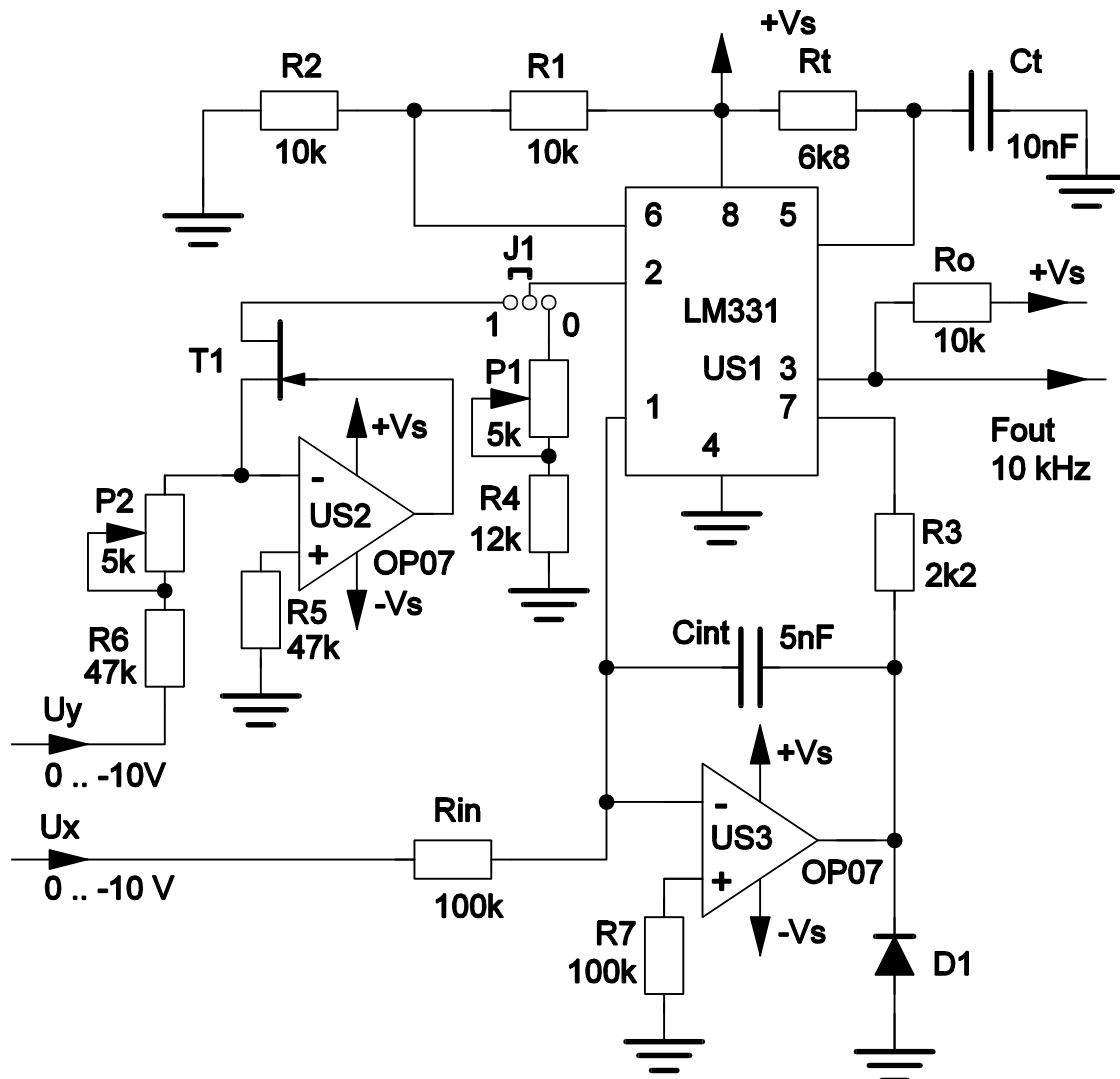 +Vs
R2
R1
Rt
Ct
10k
10k
6k8
10nF
6
8
5
J1
2
Ro
+Vs
LM331
1
0
T1
10k
P1
US1
3
5k
1
7
+Vs
4
Fout
10 kHz
P2
-
US2
R4
5k
12k
R3
2k2
+
OP07
-Vs
R5
47k
R6
47k
Cint
5nF
Uy
0 .. -10V
+Vs
Ux
Rin
-
US3
OP07
0 .. -10 V
100k
+
-Vs
R7
100k
D1